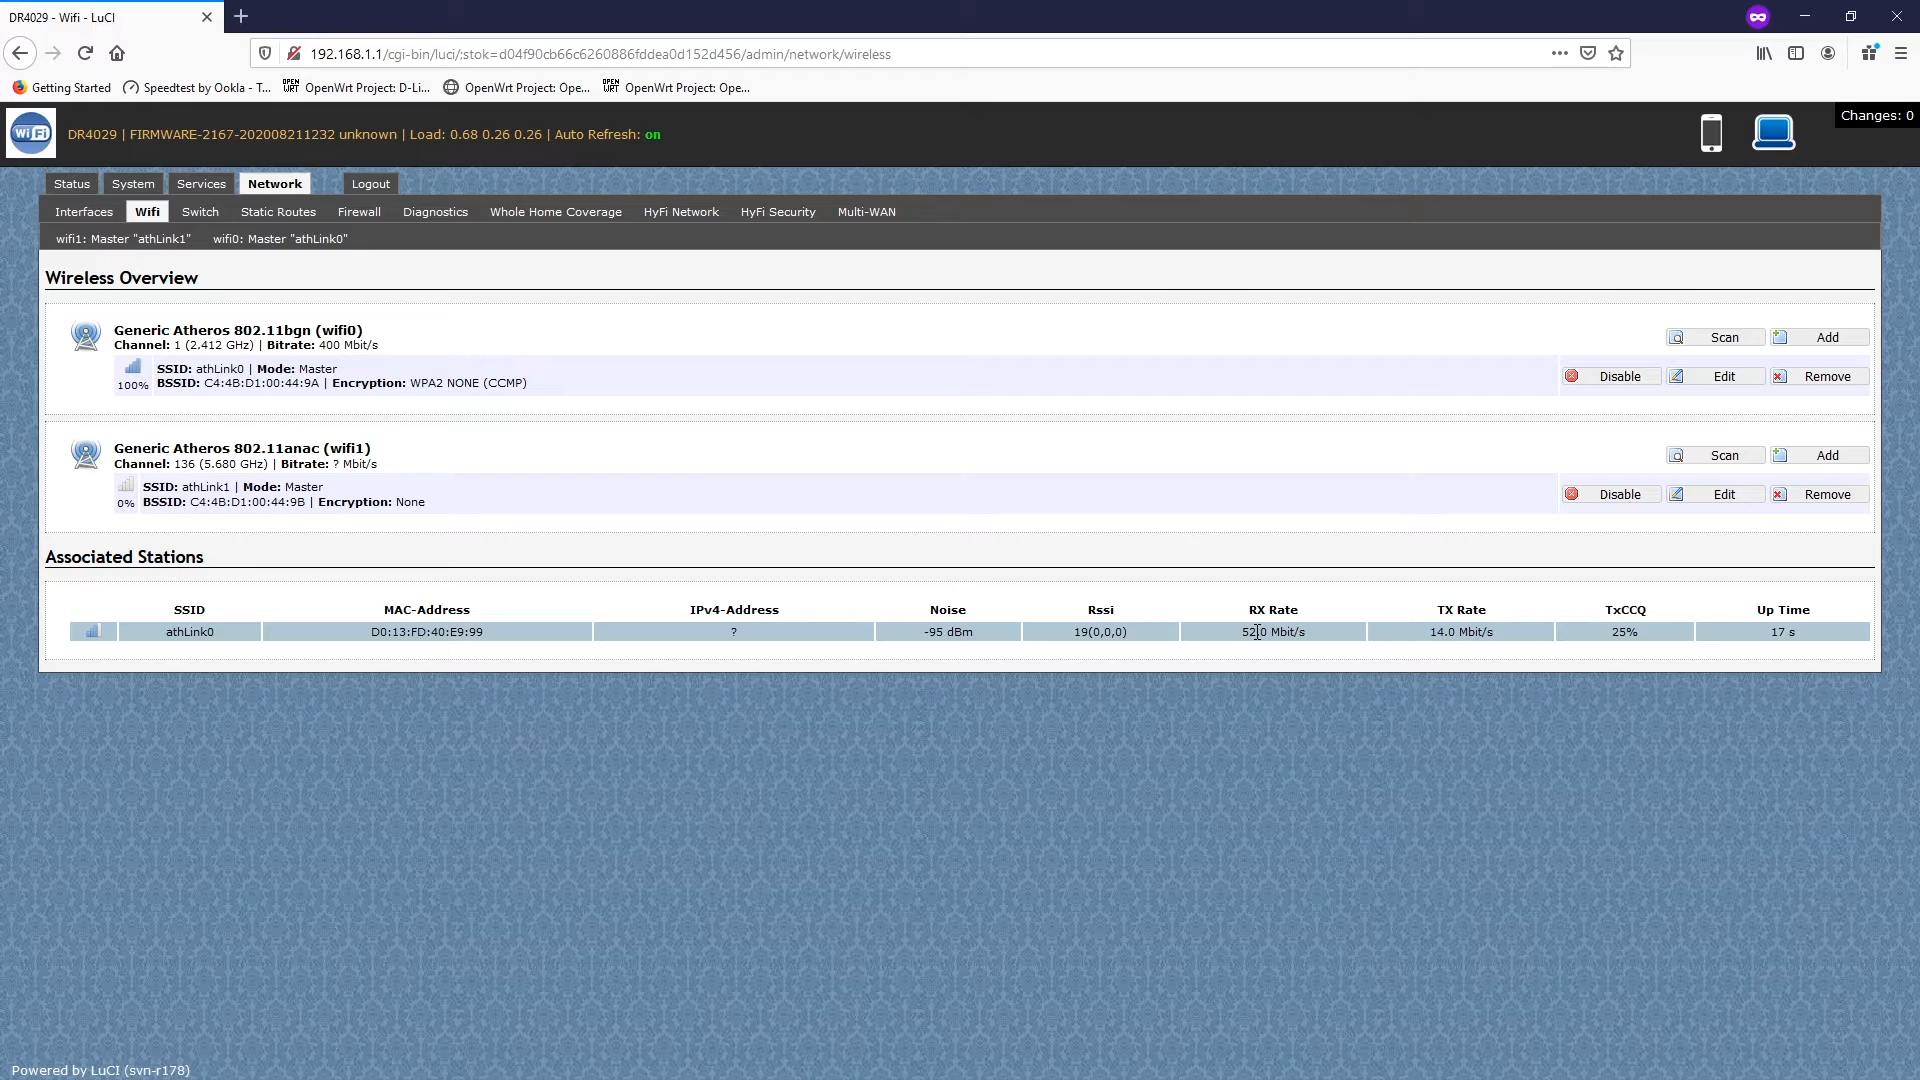 DR4029 - Wifi - LuCI
192.168.1.1/cgi-bin/luci/;stok=d04f90cb66c6260886fddea0d152d456/admin/network/wireless
Getting Started Speedtest by Ookla - T... OPEN WRT OpenWrt Project: D-Li... OpenWrt Project: Ope... OPEN WRT OpenWrt Project: Ope...
Changes: 0
WiFi DR4029 | FIRMWARE-2167-202008211232 unknown | Load: 0.68 0.26 0.26 | Auto Refresh: on
Status System Services Network Logout
Interfaces Wifi Switch Static Routes Firewall Diagnostics Whole Home Coverage HyFi Network HyFi Security Multi-WAN
wifi1: Master "athLink1" wifi0: Master "athLink0"
Wireless Overview
Generic Atheros 802.11bgn (wifi0)
Channel: 1 (2.412 GHz) | Bitrate: 400 Mbit/s
Scan Add
SSID: athLink0 | Mode: Master
100% BSSID: C4:4B:D1:00:44:9A | Encryption: WPA2 NONE (CCMP)
Disable Edit Remove
Generic Atheros 802.11anac (wifi1)
Channel: 136 (5.680 GHz) | Bitrate: ? Mbit/s
Scan Add
SSID: athLink1 | Mode: Master
0% BSSID: C4:4B:D1:00:44:9B | Encryption: None
Disable Edit Remove
Associated Stations
SSID MAC-Address IPv4-Address Noise Rssi RX Rate TX Rate TxCCQ Up Time
athLink0 D0:13:FD:40:E9:99 ? -95 dBm 19(0,0,0) 52.0 Mbit/s 14.0 Mbit/s 25% 17 s
Powered by LuCI (svn-r178)